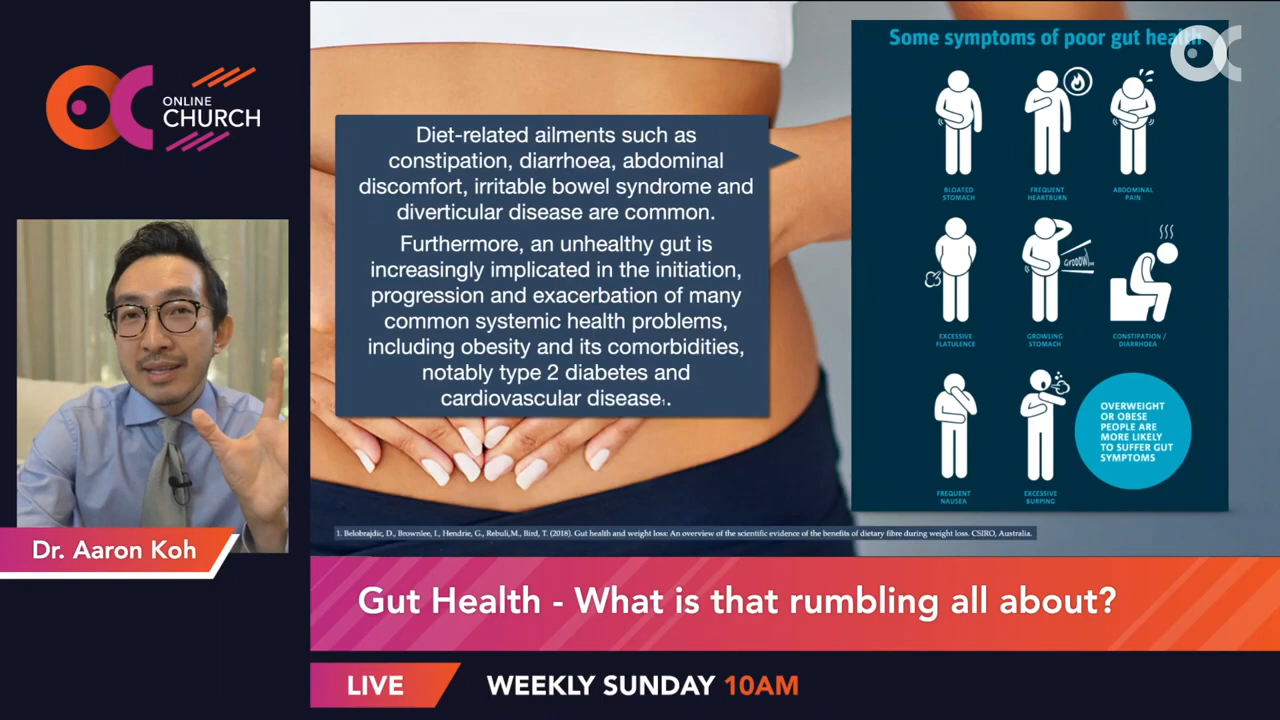 ONLINE
CHURCH
Dr. Aaron Koh
Diet-related ailments such as
constipation, diarrhoea, abdominal
discomfort, irritable bowel syndrome and
diverticular disease are common.
Furthermore, an unhealthy gut is
increasingly implicated in the initiation,
progression and exacerbation of many
common systemic health problems,
including obesity and its comorbidities,
notably type 2 diabetes and
cardiovascular disease1.
Some symptoms of poor gut health
BLOATED
STOMACH
FREQUENT
HEARTBURN
ABDOMINAL
PAIN
GROOOWL...
EXCESSIVE
FLATULENCE
GROWLING
STOMACH
CONSTIPATION /
DIARRHOEA
FREQUENT
NAUSEA
EXCESSIVE
BURPING
OVERWEIGHT
OR OBESE
PEOPLE ARE
MORE LIKELY
TO SUFFER GUT
SYMPTOMS
1. Belobrajdic, D., Brownlee, I., Hendrie, G., Rebuli,M., Bird, T. (2018). Gut health and weight loss: An overview of the scientific evidence of the benefits of dietary fibre during weight loss. CSIRO, Australia.
Gut Health - What is that rumbling all about?
LIVE
WEEKLY SUNDAY 10AM